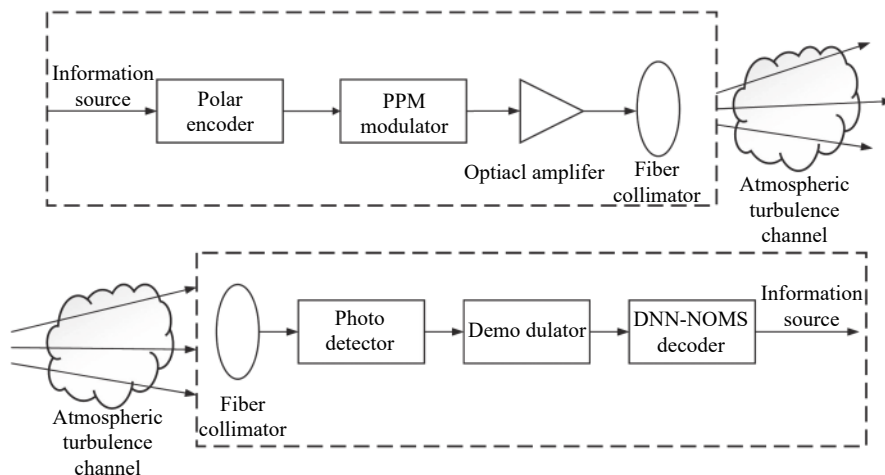 Information
source
Polar
encoder
PPM
modulator
Optiacl amplifer
Fiber
collimator
Atmospheric
turbulence
channel
Atmospheric
turbulence
channel
Fiber
collimator
Photo
detector
Demo dulator
DNN-NOMS
decoder
Information
source